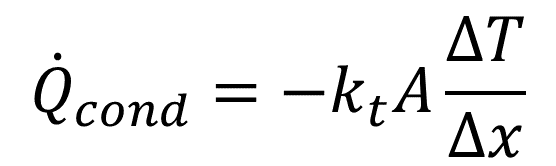 Q̇_cond = −k_t A ΔT/Δx